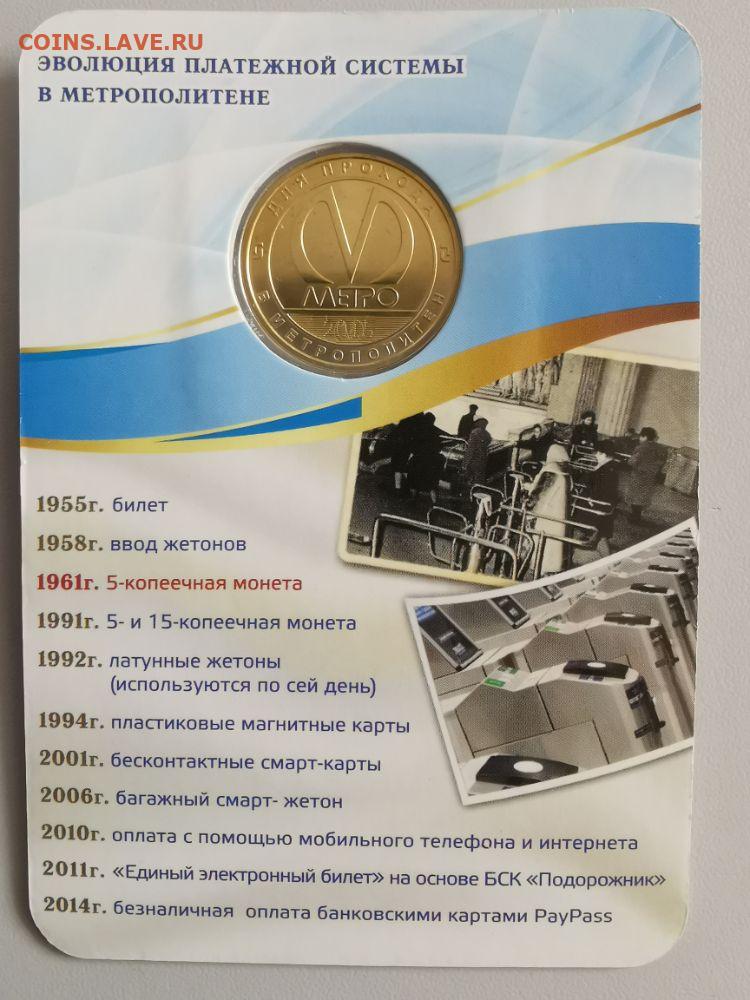 COINS.LAVE.RU
ЭВОЛЮЦИЯ ПЛАТЕЖНОЙ СИСТЕМЫ
В МЕТРОПОЛИТЕНЕ
ДЛЯ ПРОХОДА
МЕТРО
В МЕТРОПОЛИТЕН
1955г. билет
1958г. ввод жетонов
1961г. 5-копеечная монета
1991г. 5- и 15-копеечная монета
1992г. латунные жетоны
(используются по сей день)
1994г. пластиковые магнитные карты
2001г. бесконтактные смарт-карты
2006г. багажный смарт- жетон
2010г. оплата с помощью мобильного телефона и интернета
2011г. «Единый электронный билет» на основе БСК «Подорожник»
2014г. безналичная оплата банковскими картами PayPass